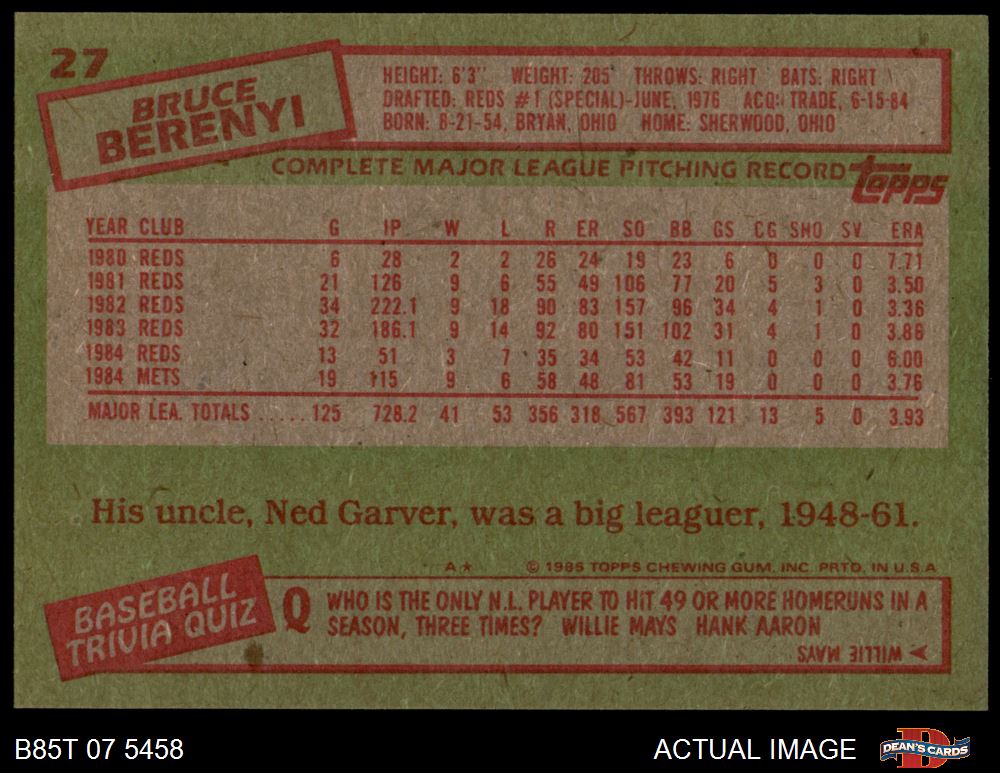 27
BRUCE
BERENYI
HEIGHT: 6'3" WEIGHT: 205 THROWS: RIGHT BATS: RIGHT
DRAFTED: REDS #1 (SPECIAL)-JUNE, 1976 ACQ: TRADE, 6-15-84
BORN: 8-21-54, BRYAN, OHIO HOME: SHERWOOD, OHIO
COMPLETE MAJOR LEAGUE PITCHING RECORD topps
YEAR CLUB G IP W L R ER SO BB GS CG SHO SV ERA
1980 REDS 6 28 2 2 26 24 19 23 6 0 0 0 7.71
1981 REDS 21 126 9 6 55 49 106 77 20 5 3 0 3.50
1982 REDS 34 222.1 9 18 90 83 157 96 34 4 1 0 3.36
1983 REDS 32 186.1 9 14 92 80 151 102 31 4 1 0 3.86
1984 REDS 13 51 3 7 35 34 53 42 11 0 0 0 6.00
1984 METS 19 115 9 6 58 48 81 53 19 0 0 0 3.76
MAJOR LEA. TOTALS ...... 125 728.2 41 53 356 318 567 393 121 13 5 0 3.93
His uncle, Ned Garver, was a big leaguer, 1948-61.
A★ © 1985 TOPPS CHEWING GUM, INC. PRTD. IN U.S.A
BASEBALL
TRIVIA QUIZ
Q WHO IS THE ONLY N.L. PLAYER TO HIT 49 OR MORE HOMERUNS IN A
SEASON, THREE TIMES? WILLIE MAYS HANK AARON
WILLIE MAYS
B85T 07 5458 ACTUAL IMAGE DEAN'S CARDS